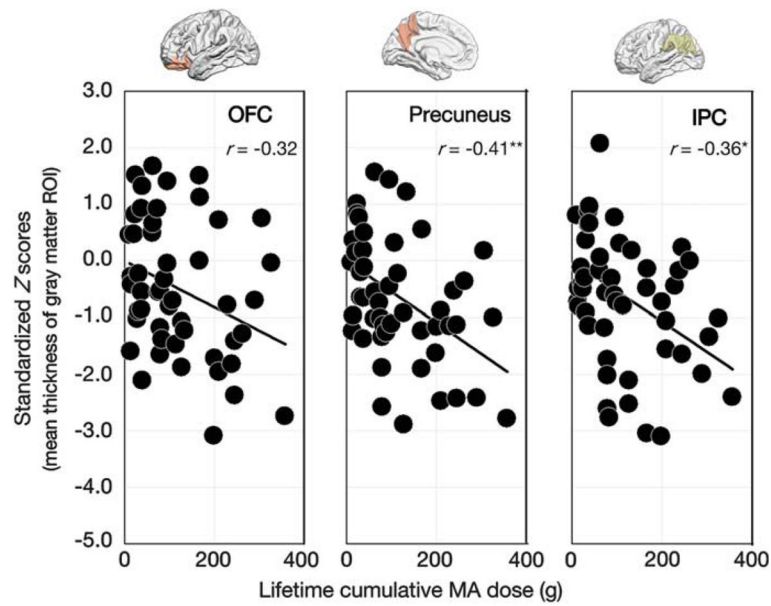 OFC
r = -0.32
Precuneus
r = -0.41**
IPC
r = -0.36*
Standardized Z scores
(mean thickness of gray matter ROI)
3.0
2.0
1.0
0.0
-1.0
-2.0
-3.0
-4.0
-5.0
0 200 400 0 200 400 0 200 400
Lifetime cumulative MA dose (g)